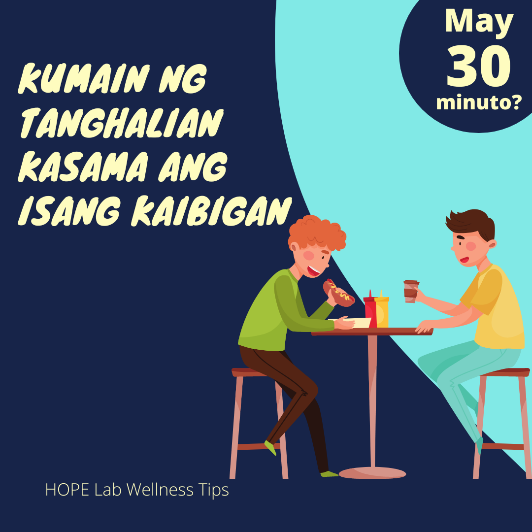 May
30
minuto?
KUMAIN NG
TANGHALIAN
KASAMA ANG
ISANG KAIBIGAN
HOPE Lab Wellness Tips